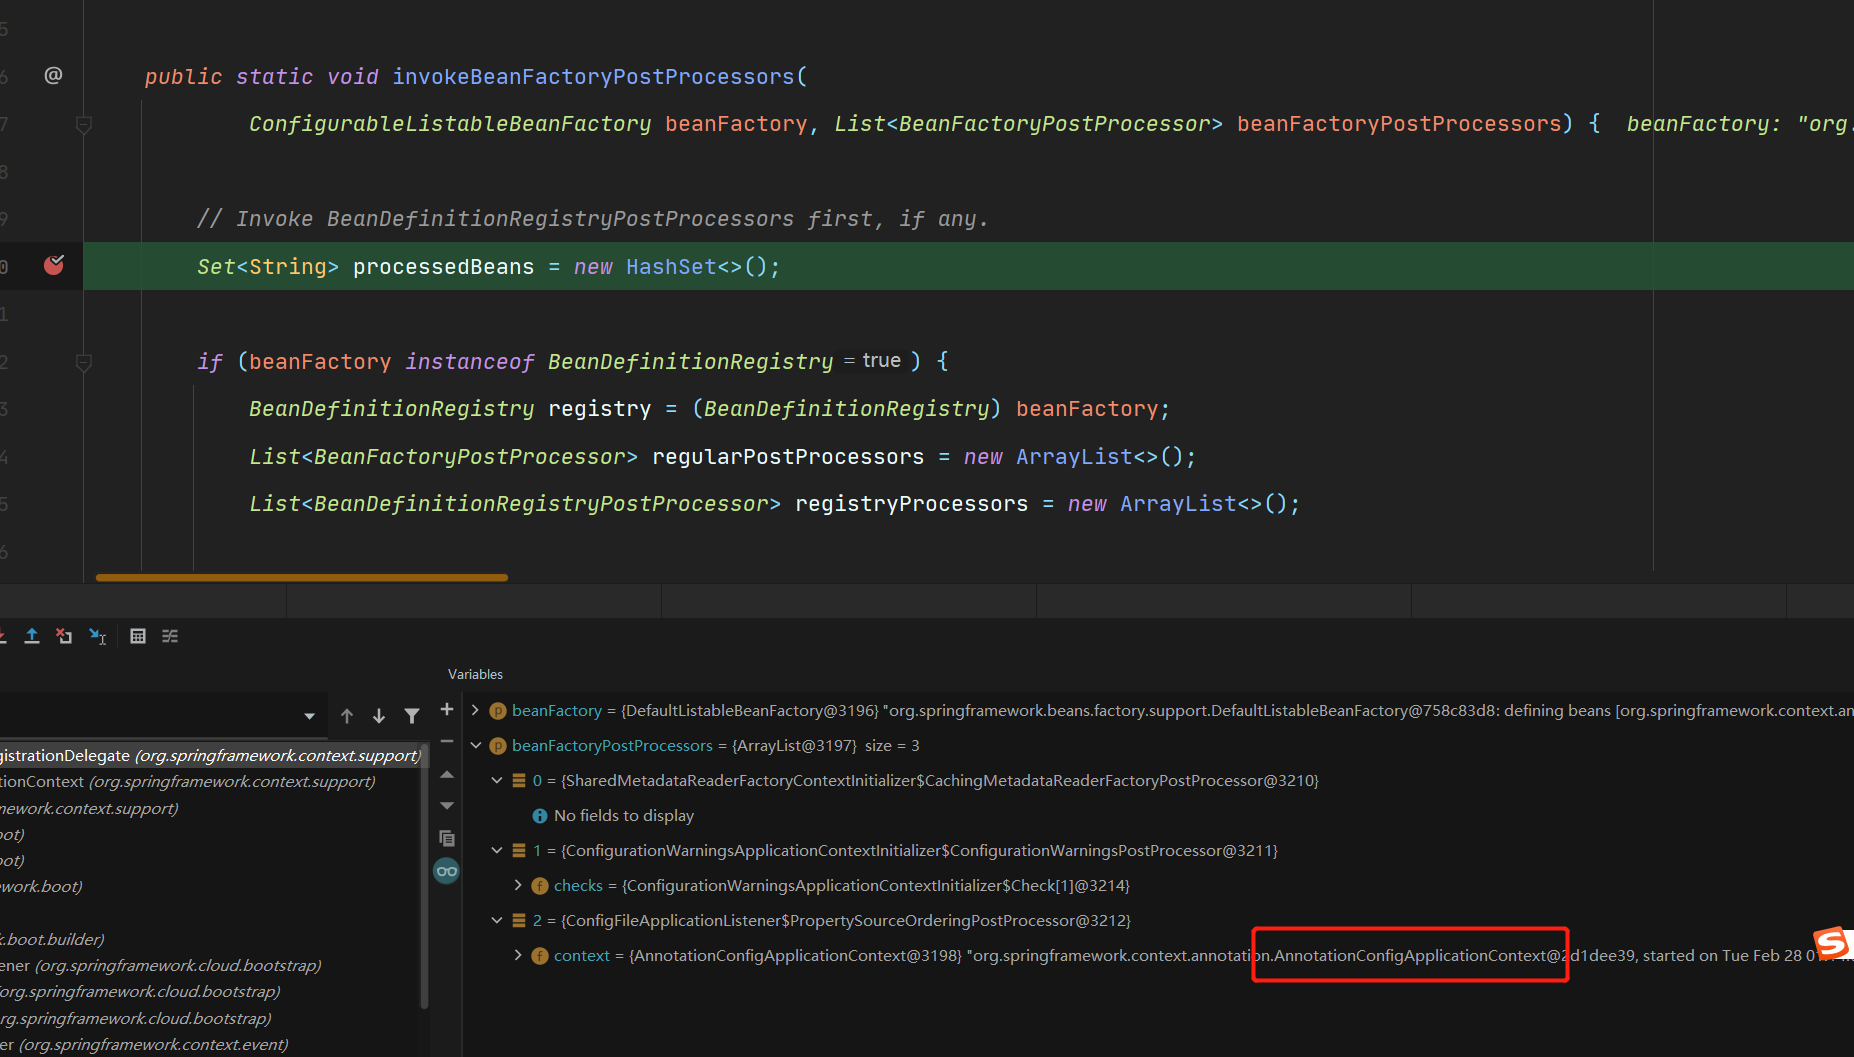 5
6 @ public static void invokeBeanFactoryPostProcessors(
7 ConfigurableListableBeanFactory beanFactory, List<BeanFactoryPostProcessor> beanFactoryPostProcessors) { beanFactory: "org.
8
9 // Invoke BeanDefinitionRegistryPostProcessors first, if any.
0 Set<String> processedBeans = new HashSet<>();
1
2 if (beanFactory instanceof BeanDefinitionRegistry = true ) {
3 BeanDefinitionRegistry registry = (BeanDefinitionRegistry) beanFactory;
4 List<BeanFactoryPostProcessor> regularPostProcessors = new ArrayList<>();
5 List<BeanDefinitionRegistryPostProcessor> registryProcessors = new ArrayList<>();
6
Variables
gistrationDelegate (org.springframework.context.support)
tionContext (org.springframework.context.support)
mework.context.support)
oot)
oot)
work.boot)
k.boot.builder)
ener (org.springframework.cloud.bootstrap)
(org.springframework.cloud.bootstrap)
rg.springframework.cloud.bootstrap)
er (org.springframework.context.event)
p beanFactory = {DefaultListableBeanFactory@3196} "org.springframework.beans.factory.support.DefaultListableBeanFactory@758c83d8: defining beans [org.springframework.context.an
p beanFactoryPostProcessors = {ArrayList@3197} size = 3
0 = {SharedMetadataReaderFactoryContextInitializer$CachingMetadataReaderFactoryPostProcessor@3210}
No fields to display
1 = {ConfigurationWarningsApplicationContextInitializer$ConfigurationWarningsPostProcessor@3211}
f checks = {ConfigurationWarningsApplicationContextInitializer$Check[1]@3214}
2 = {ConfigFileApplicationListener$PropertySourceOrderingPostProcessor@3212}
f context = {AnnotationConfigApplicationContext@3198} "org.springframework.context.annotation.AnnotationConfigApplicationContext@2d1dee39, started on Tue Feb 28
S